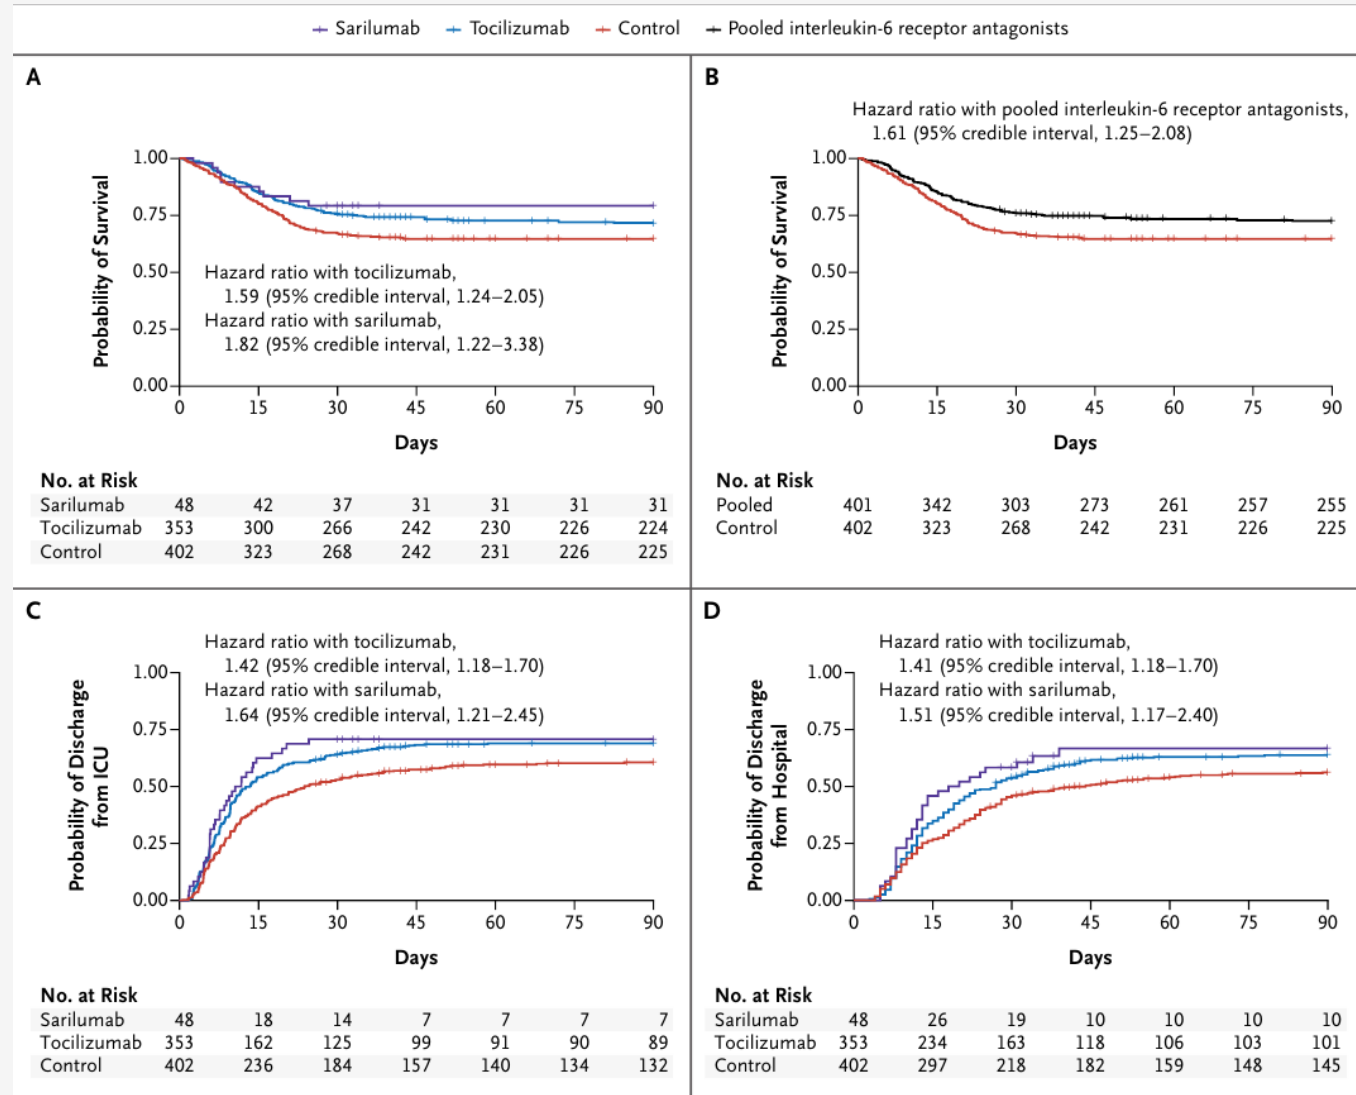 Sarilumab Tocilizumab Control Pooled interleukin-6 receptor antagonists
A
1.00
0.75
0.50
0.25
0.00
Probability of Survival
Hazard ratio with tocilizumab,
1.59 (95% credible interval, 1.24–2.05)
Hazard ratio with sarilumab,
1.82 (95% credible interval, 1.22–3.38)
0 15 30 45 60 75 90
Days
No. at Risk
Sarilumab 48 42 37 31 31 31 31
Tocilizumab 353 300 266 242 230 226 224
Control 402 323 268 242 231 226 225
B
Hazard ratio with pooled interleukin-6 receptor antagonists,
1.61 (95% credible interval, 1.25–2.08)
1.00
0.75
0.50
0.25
0.00
Probability of Survival
0 15 30 45 60 75 90
Days
No. at Risk
Pooled 401 342 303 273 261 257 255
Control 402 323 268 242 231 226 225
C
Hazard ratio with tocilizumab,
1.42 (95% credible interval, 1.18–1.70)
Hazard ratio with sarilumab,
1.64 (95% credible interval, 1.21–2.45)
1.00
0.75
0.50
0.25
0.00
Probability of Discharge
from ICU
0 15 30 45 60 75 90
Days
No. at Risk
Sarilumab 48 18 14 7 7 7 7
Tocilizumab 353 162 125 99 91 90 89
Control 402 236 184 157 140 134 132
D
Hazard ratio with tocilizumab,
1.41 (95% credible interval, 1.18–1.70)
Hazard ratio with sarilumab,
1.51 (95% credible interval, 1.17–2.40)
1.00
0.75
0.50
0.25
0.00
Probability of Discharge
from Hospital
0 15 30 45 60 75 90
Days
No. at Risk
Sarilumab 48 26 19 10 10 10 10
Tocilizumab 353 234 163 118 106 103 101
Control 402 297 218 182 159 148 145